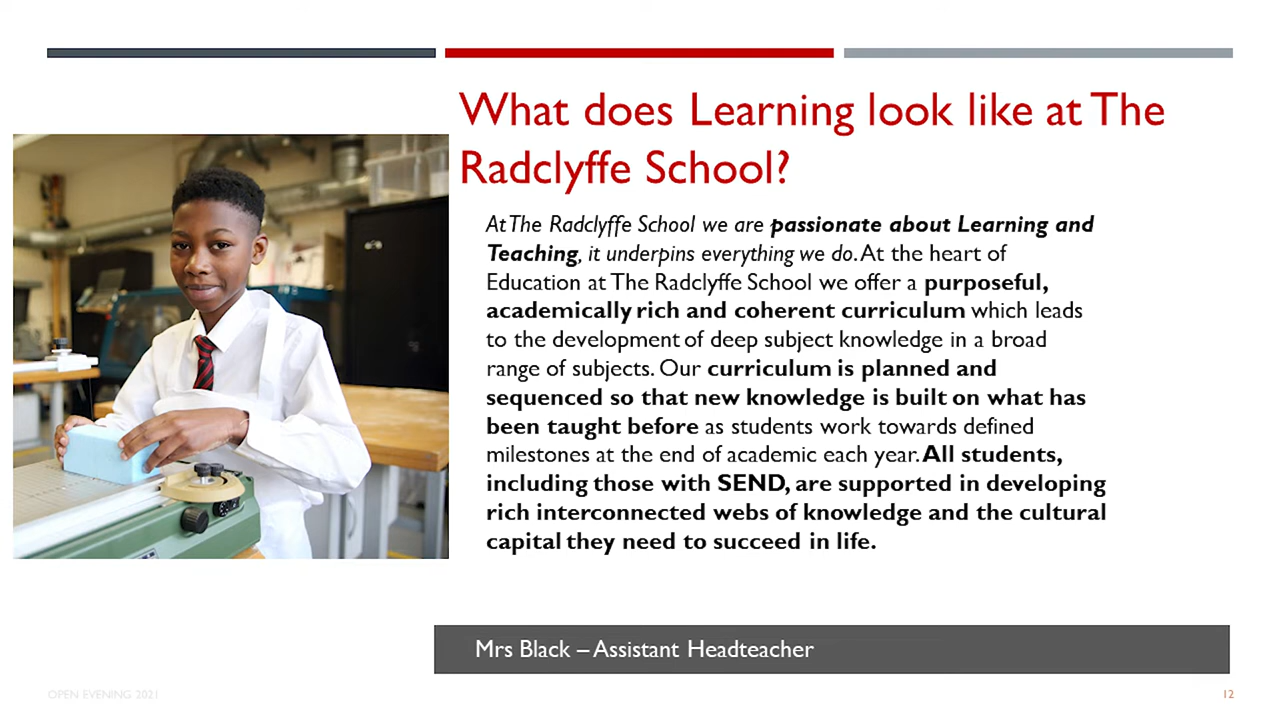 What does Learning look like at The
Radclyffe School?
At The Radclyffe School we are passionate about Learning and
Teaching, it underpins everything we do. At the heart of
Education at The Radclyffe School we offer a purposeful,
academically rich and coherent curriculum which leads
to the development of deep subject knowledge in a broad
range of subjects. Our curriculum is planned and
sequenced so that new knowledge is built on what has
been taught before as students work towards defined
milestones at the end of academic each year. All students,
including those with SEND, are supported in developing
rich interconnected webs of knowledge and the cultural
capital they need to succeed in life.
Mrs Black – Assistant Headteacher
OPEN EVENING 2021
12